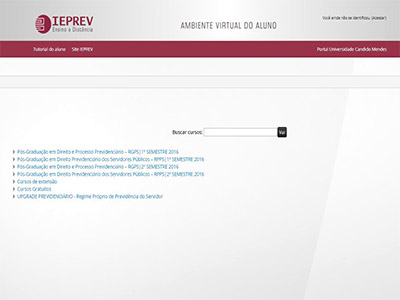 IEPREV
Ensino a Distância
AMBIENTE VIRTUAL DO ALUNO
Você ainda não se identificou. (Acessar)
Tutorial do aluno
Site IEPREV
Portal Universidade Candido Mendes
Buscar cursos:
Vai
Pós-Graduação em Direito e Processo Previdenciário - RGPS|1º SEMESTRE 2016
Pós-Graduação em Direito Previdenciário dos Servidores Públicos - RPPS|1º SEMESTRE 2016
Pós-Graduação em Direito e Processo Previdenciário - RGPS|2º SEMESTRE 2016
Pós-Graduação em Direito Previdenciário dos Servidores Públicos - RPPS|2º SEMESTRE 2016
Cursos de extensão
Cursos Gratuitos
UPGRADE PREVIDENCIÁRIO - Regime Próprio de Previdência do Servidor